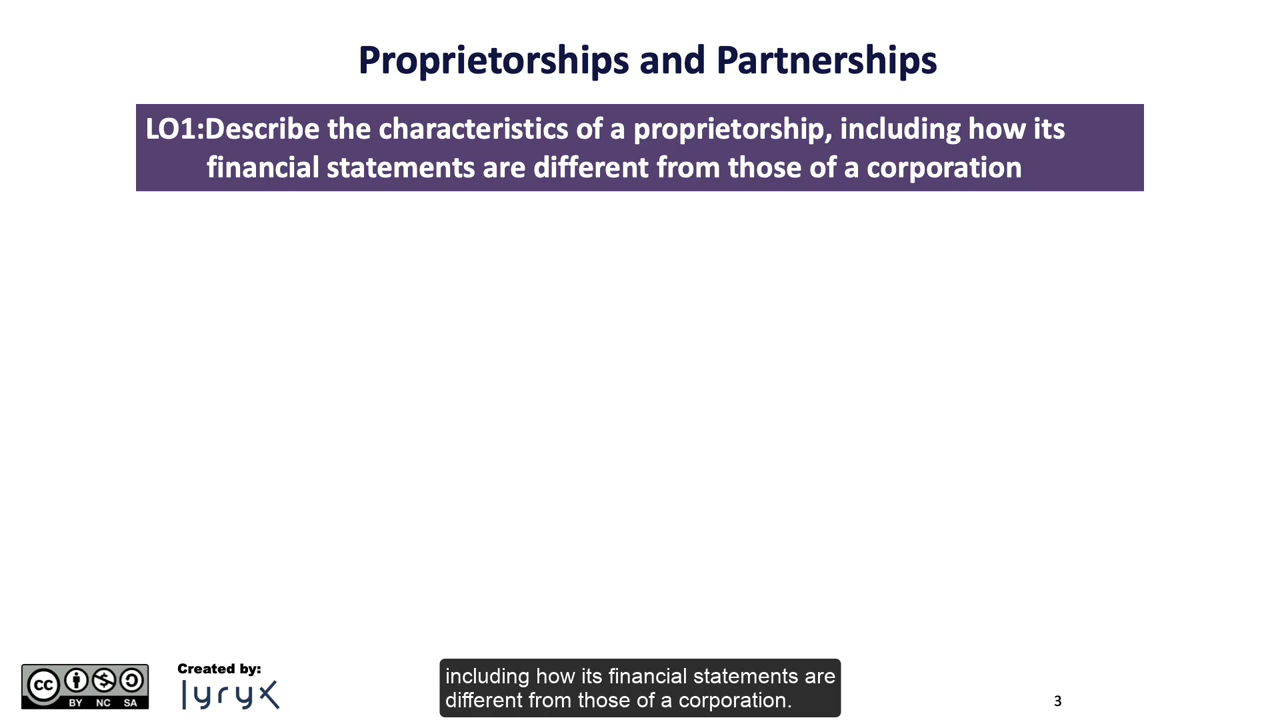 Proprietorships and Partnerships
LO1:Describe the characteristics of a proprietorship, including how its
financial statements are different from those of a corporation
cc
BY NC SA
Created by:
lyryx
including how its financial statements are
different from those of a corporation.
3